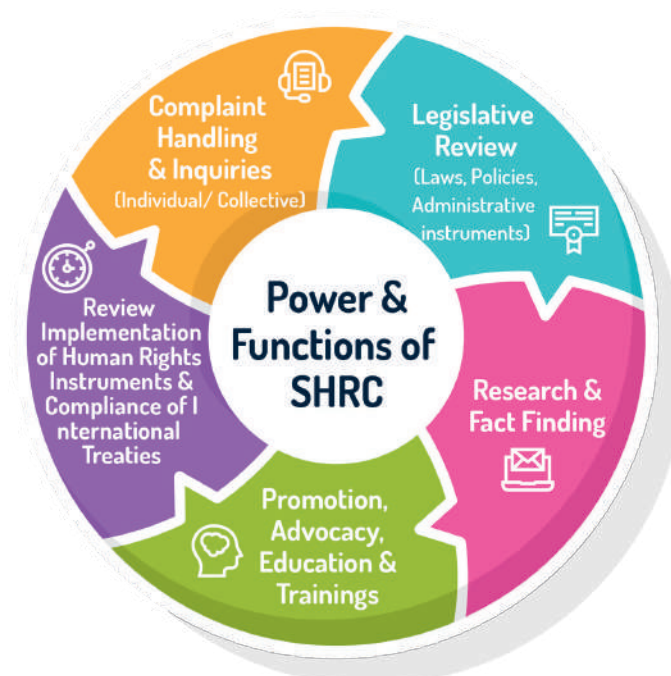 Complaint
Handling
& Inquiries
(Individual/ Collective)
Legislative
Review
(Laws, Policies,
Administrative
instruments)
Power &
Functions of
SHRC
Review
Implementation
of Human Rights
Instruments &
Compliance of I
nternational
Treaties
Research &
Fact Finding
Promotion,
Advocacy,
Education &
Trainings